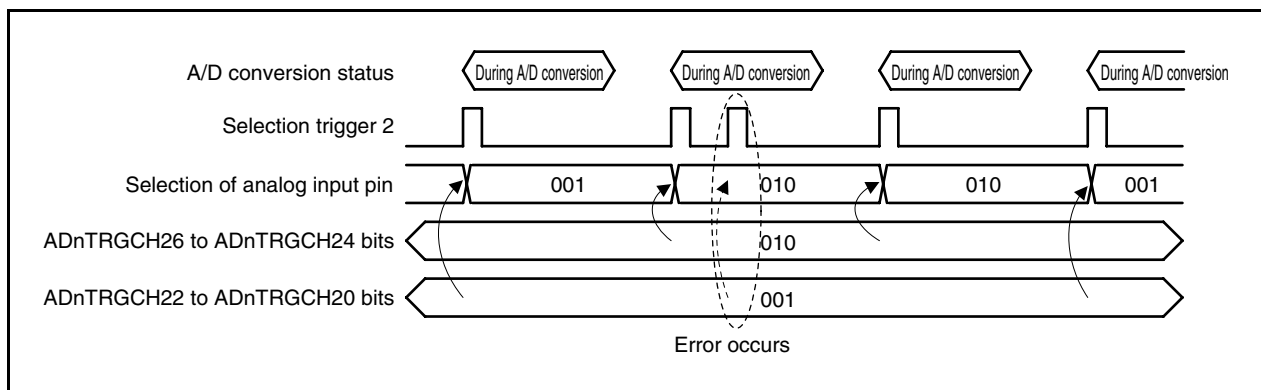 A/D conversion status During A/D conversion During A/D conversion During A/D conversion During A/D conversion
Selection trigger 2
Selection of analog input pin 001 010 010 001
ADnTRGCH26 to ADnTRGCH24 bits 010
ADnTRGCH22 to ADnTRGCH20 bits 001
Error occurs